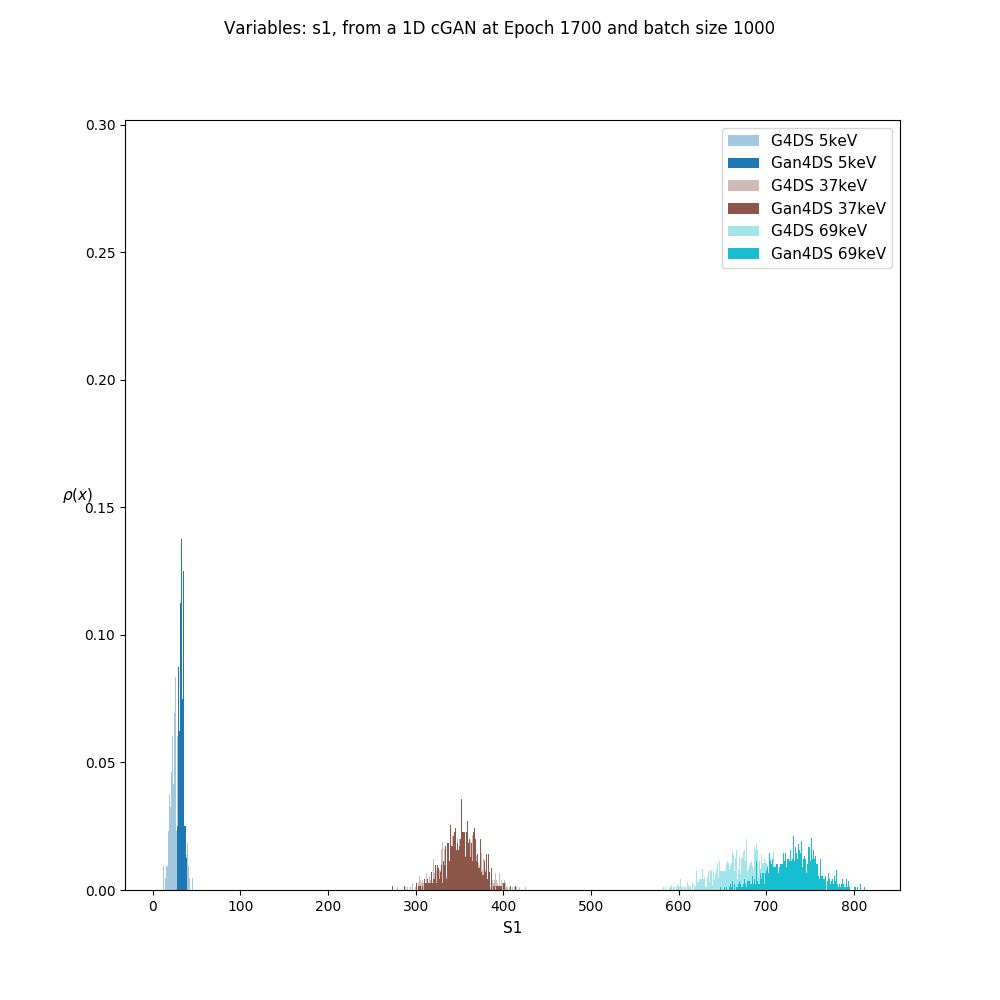 Variables: s1, from a 1D cGAN at Epoch 1700 and batch size 1000
0.30
0.25
0.20
0.15
0.10
0.05
0.00
ρ(x)
G4DS 5keV
Gan4DS 5keV
G4DS 37keV
Gan4DS 37keV
G4DS 69keV
Gan4DS 69keV
0 100 200 300 400 500 600 700 800
S1